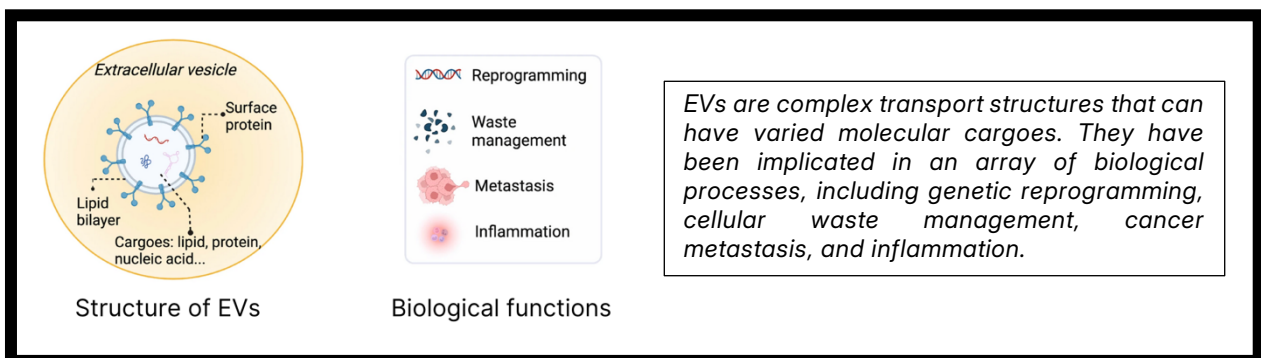 Extracellular vesicle
Surface
protein
Lipid
bilayer
Cargoes: lipid, protein,
nucleic acid...
Structure of EVs
Reprogramming
Waste
management
Metastasis
Inflammation
Biological functions
EVs are complex transport structures that can
have varied molecular cargoes. They have
been implicated in an array of biological
processes, including genetic reprogramming,
cellular waste management, cancer
metastasis, and inflammation.